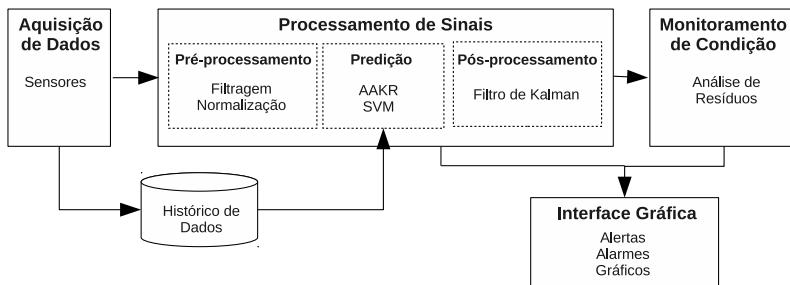 Aquisição
de Dados
Sensores
Processamento de Sinais
Pré-processamento
Filtragem
Normalização
Predição
AAKR
SVM
Pós-processamento
Filtro de Kalman
Monitoramento
de Condição
Análise de
Resíduos
Histórico de
Dados
Interface Gráfica
Alertas
Alarmes
Gráficos